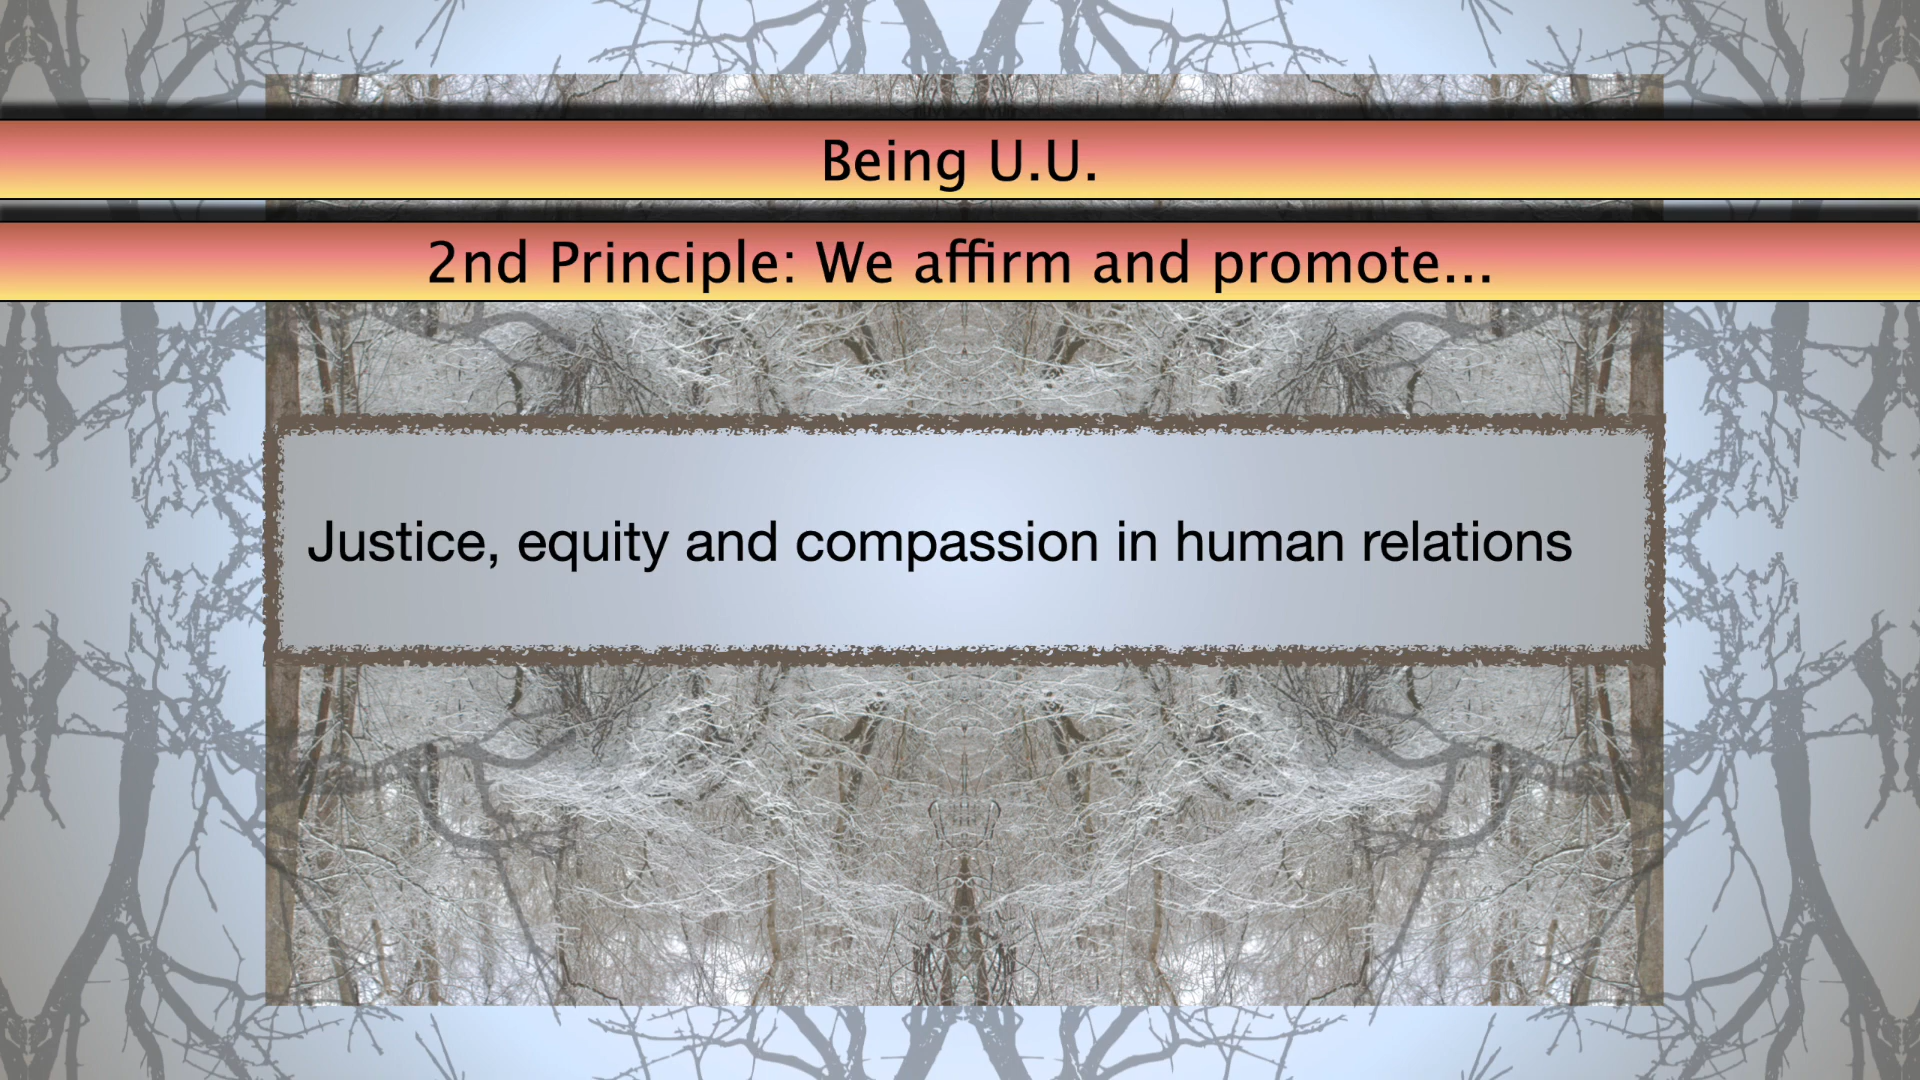 Being U.U.
2nd Principle: We affirm and promote...
Justice, equity and compassion in human relations